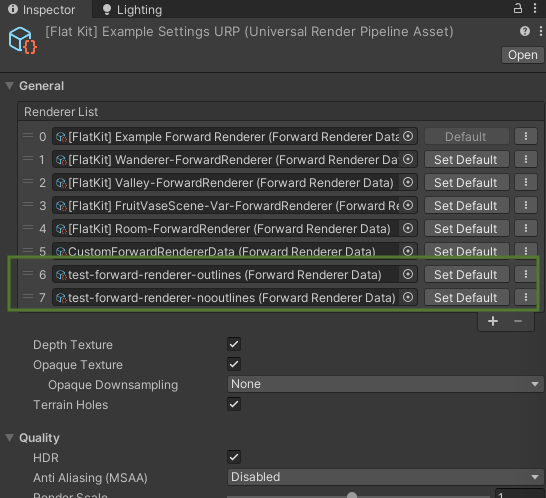 Inspector Lighting
[Flat Kit] Example Settings URP (Universal Render Pipeline Asset)
Open
General
Renderer List
0 [FlatKit] Example Forward Renderer (Forward Renderer Data Default
1 [FlatKit] Wanderer-ForwardRenderer (Forward Renderer Data) Set Default
2 [FlatKit] Valley-ForwardRenderer (Forward Renderer Data) Set Default
3 [FlatKit] FruitVaseScene-Var-ForwardRenderer (Forward Re Set Default
4 [FlatKit] Room-ForwardRenderer (Forward Renderer Data) Set Default
5 CustomForwardRendererData (Forward Renderer Data) Set Default
6 test-forward-renderer-outlines (Forward Renderer Data) Set Default
7 test-forward-renderer-nooutlines (Forward Renderer Data) Set Default
Depth Texture
Opaque Texture
Opaque Downsampling None
Terrain Holes
Quality
HDR
Anti Aliasing (MSAA) Disabled
Render Scale 1